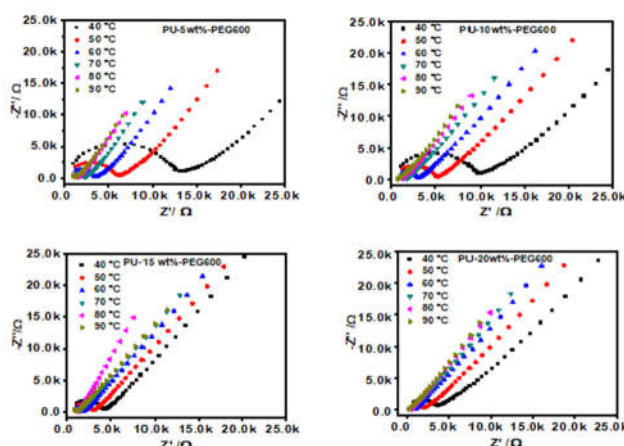 PU-5wt%-PEG600
25.0k
20.0k
15.0k
10.0k
5.0k
0.0
-Z''/ Ω
40 °C
50 °C
60 °C
70 °C
80 °C
90 °C
0.0 5.0k 10.0k 15.0k 20.0k 25.0k
Z'/ Ω
PU-10wt%-PEG600
25.0k
20.0k
15.0k
10.0k
5.0k
0.0
-Z''/ Ω
40 °C
50 °C
60 °C
70 °C
80 °C
90 °C
0.0 5.0k 10.0k 15.0k 20.0k 25.0k
Z'/ Ω
PU-15 wt%-PEG600
25.0k
20.0k
15.0k
10.0k
5.0k
0.0
-Z''/Ω
40 °C
50 °C
60 °C
70 °C
80 °C
90 °C
0.0 5.0k 10.0k 15.0k 20.0k 25.0k
Z'/ Ω
PU-20wt%-PEG600
25.0k
20.0k
15.0k
10.0k
5.0k
0.0
-Z''/ Ω
40 °C
50 °C
60 °C
70 °C
80 °C
90 °C
0.0 5.0k 10.0k 15.0k 20.0k 25.0k
Z'/ Ω